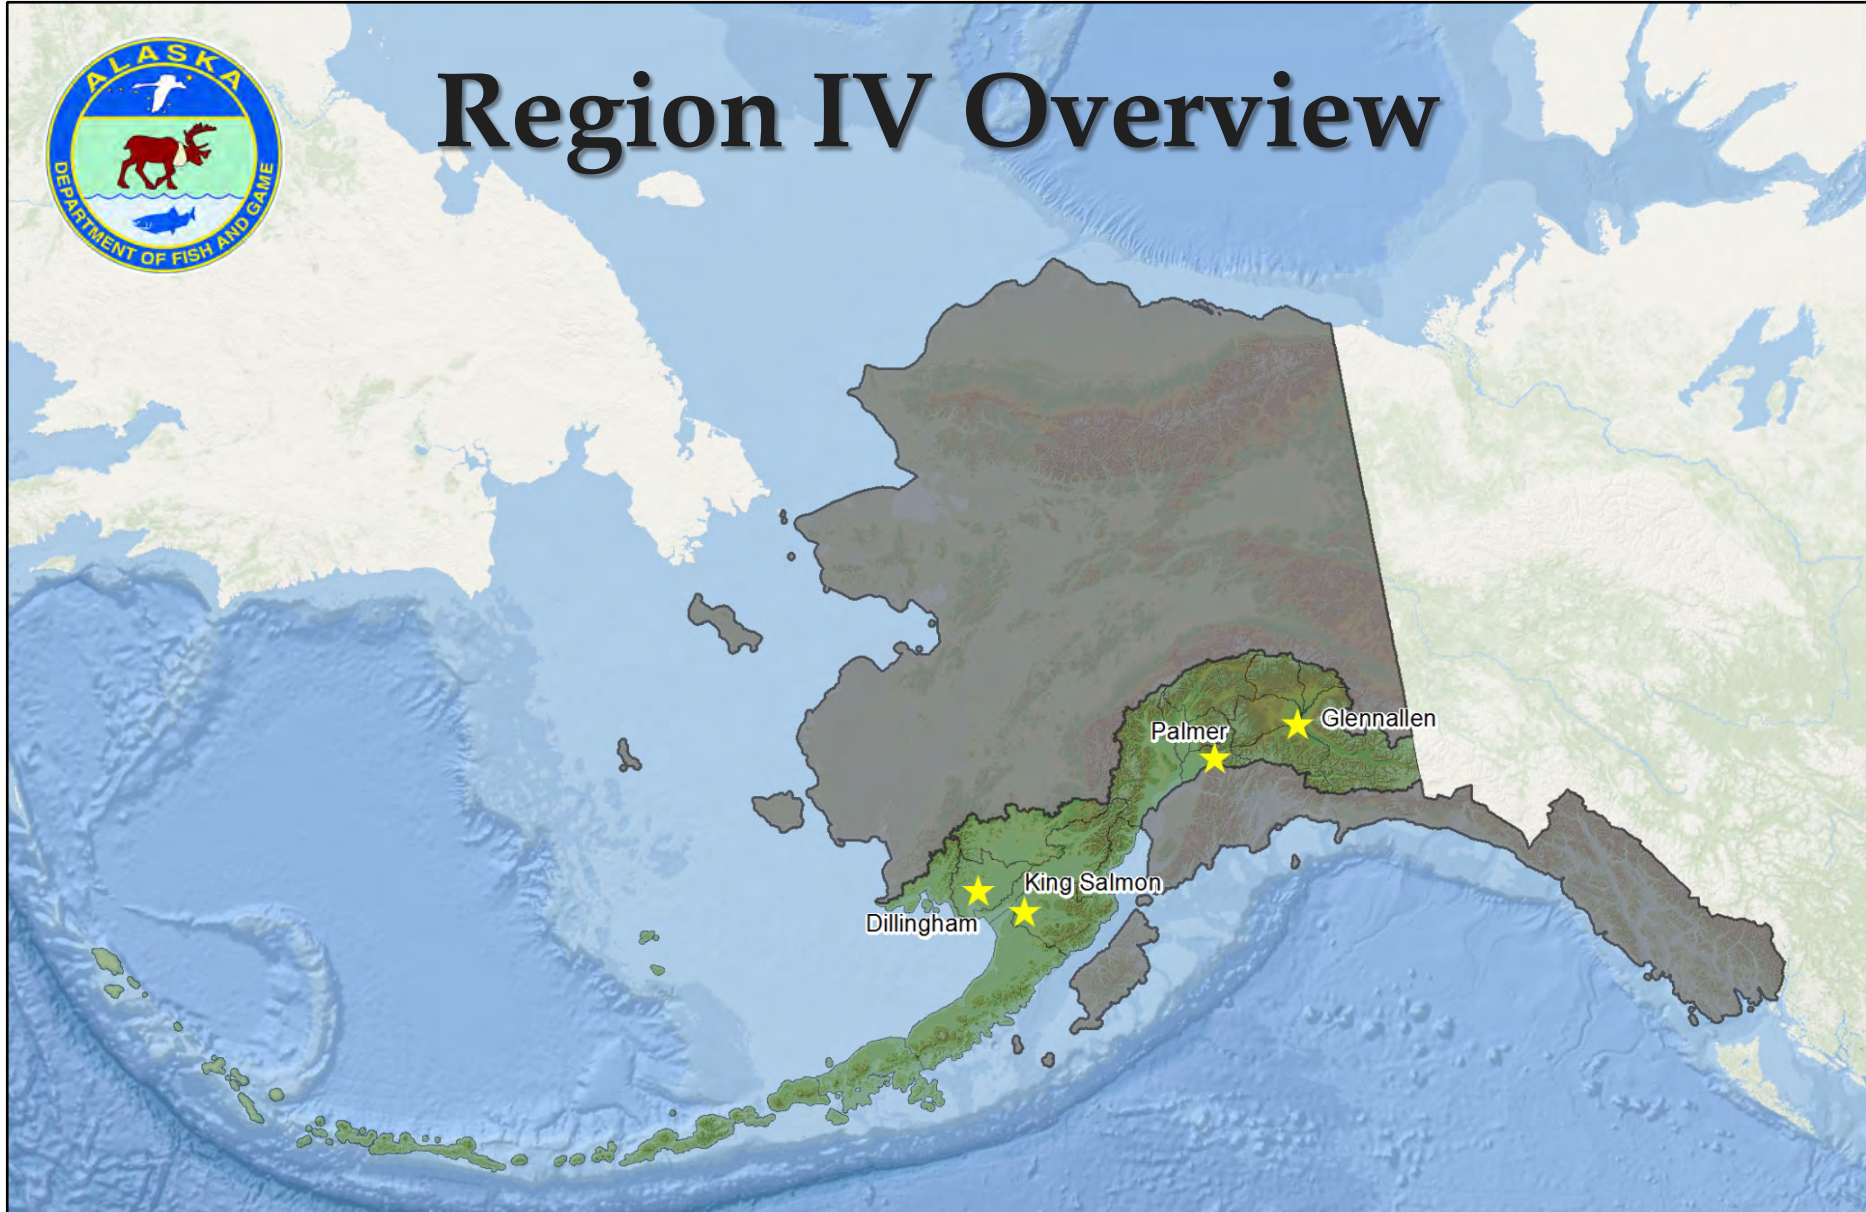 Region IV Overview
ALASKA
DEPARTMENT OF FISH AND GAME
Glennallen
Palmer
King Salmon
Dillingham